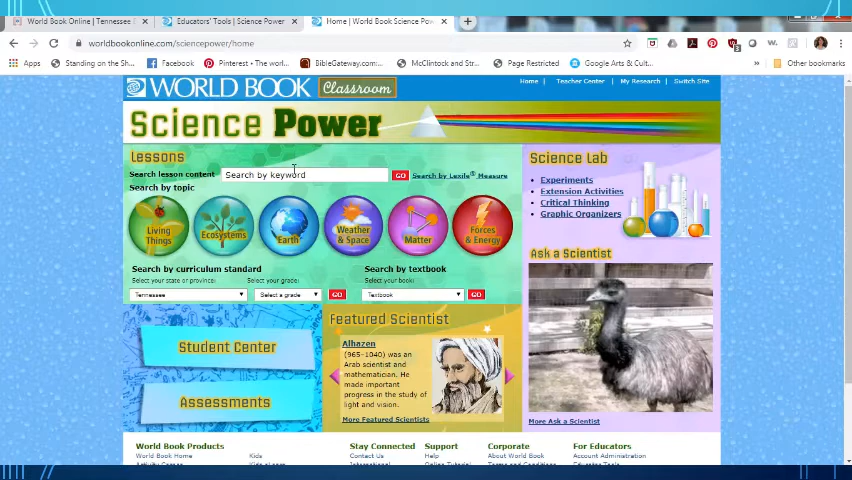 World Book Online | Tennessee E
Educators' Tools | Science Power
Home | World Book Science Pow
worldbookonline.com/sciencepower/home
Apps
Standing on the Sh...
Facebook
Pinterest • The worl...
BibleGateway.com:...
McClintock and Str...
Page Restricted
Google Arts & Cult...
»
Other bookmarks
WORLD BOOK Classroom
Home | Teacher Center | My Research | Switch Site
Science Power
Lessons
Search lesson content
Search by keyword
GO
Search by Lexile® Measure
Search by topic
Living Things
Ecosystems
Earth
Weather & Space
Matter
Forces & Energy
Search by curriculum standard
Select your state or province:
Select your grade:
Tennessee
Select a grade
GO
Search by textbook
Select your book:
Textbook
GO
Science Lab
Experiments
Extension Activities
Critical Thinking
Graphic Organizers
Ask a Scientist
More Ask a Scientist
Student Center
Assessments
Featured Scientist
Alhazen
(965–1040) was an
Arab scientist and
mathematician. He
made important
progress in the study of
light and vision.
More Featured Scientists
World Book Products
World Book Home
Kids
Stay Connected
Contact Us
Support
Help
Corporate
About World Book
For Educators
Account Administration